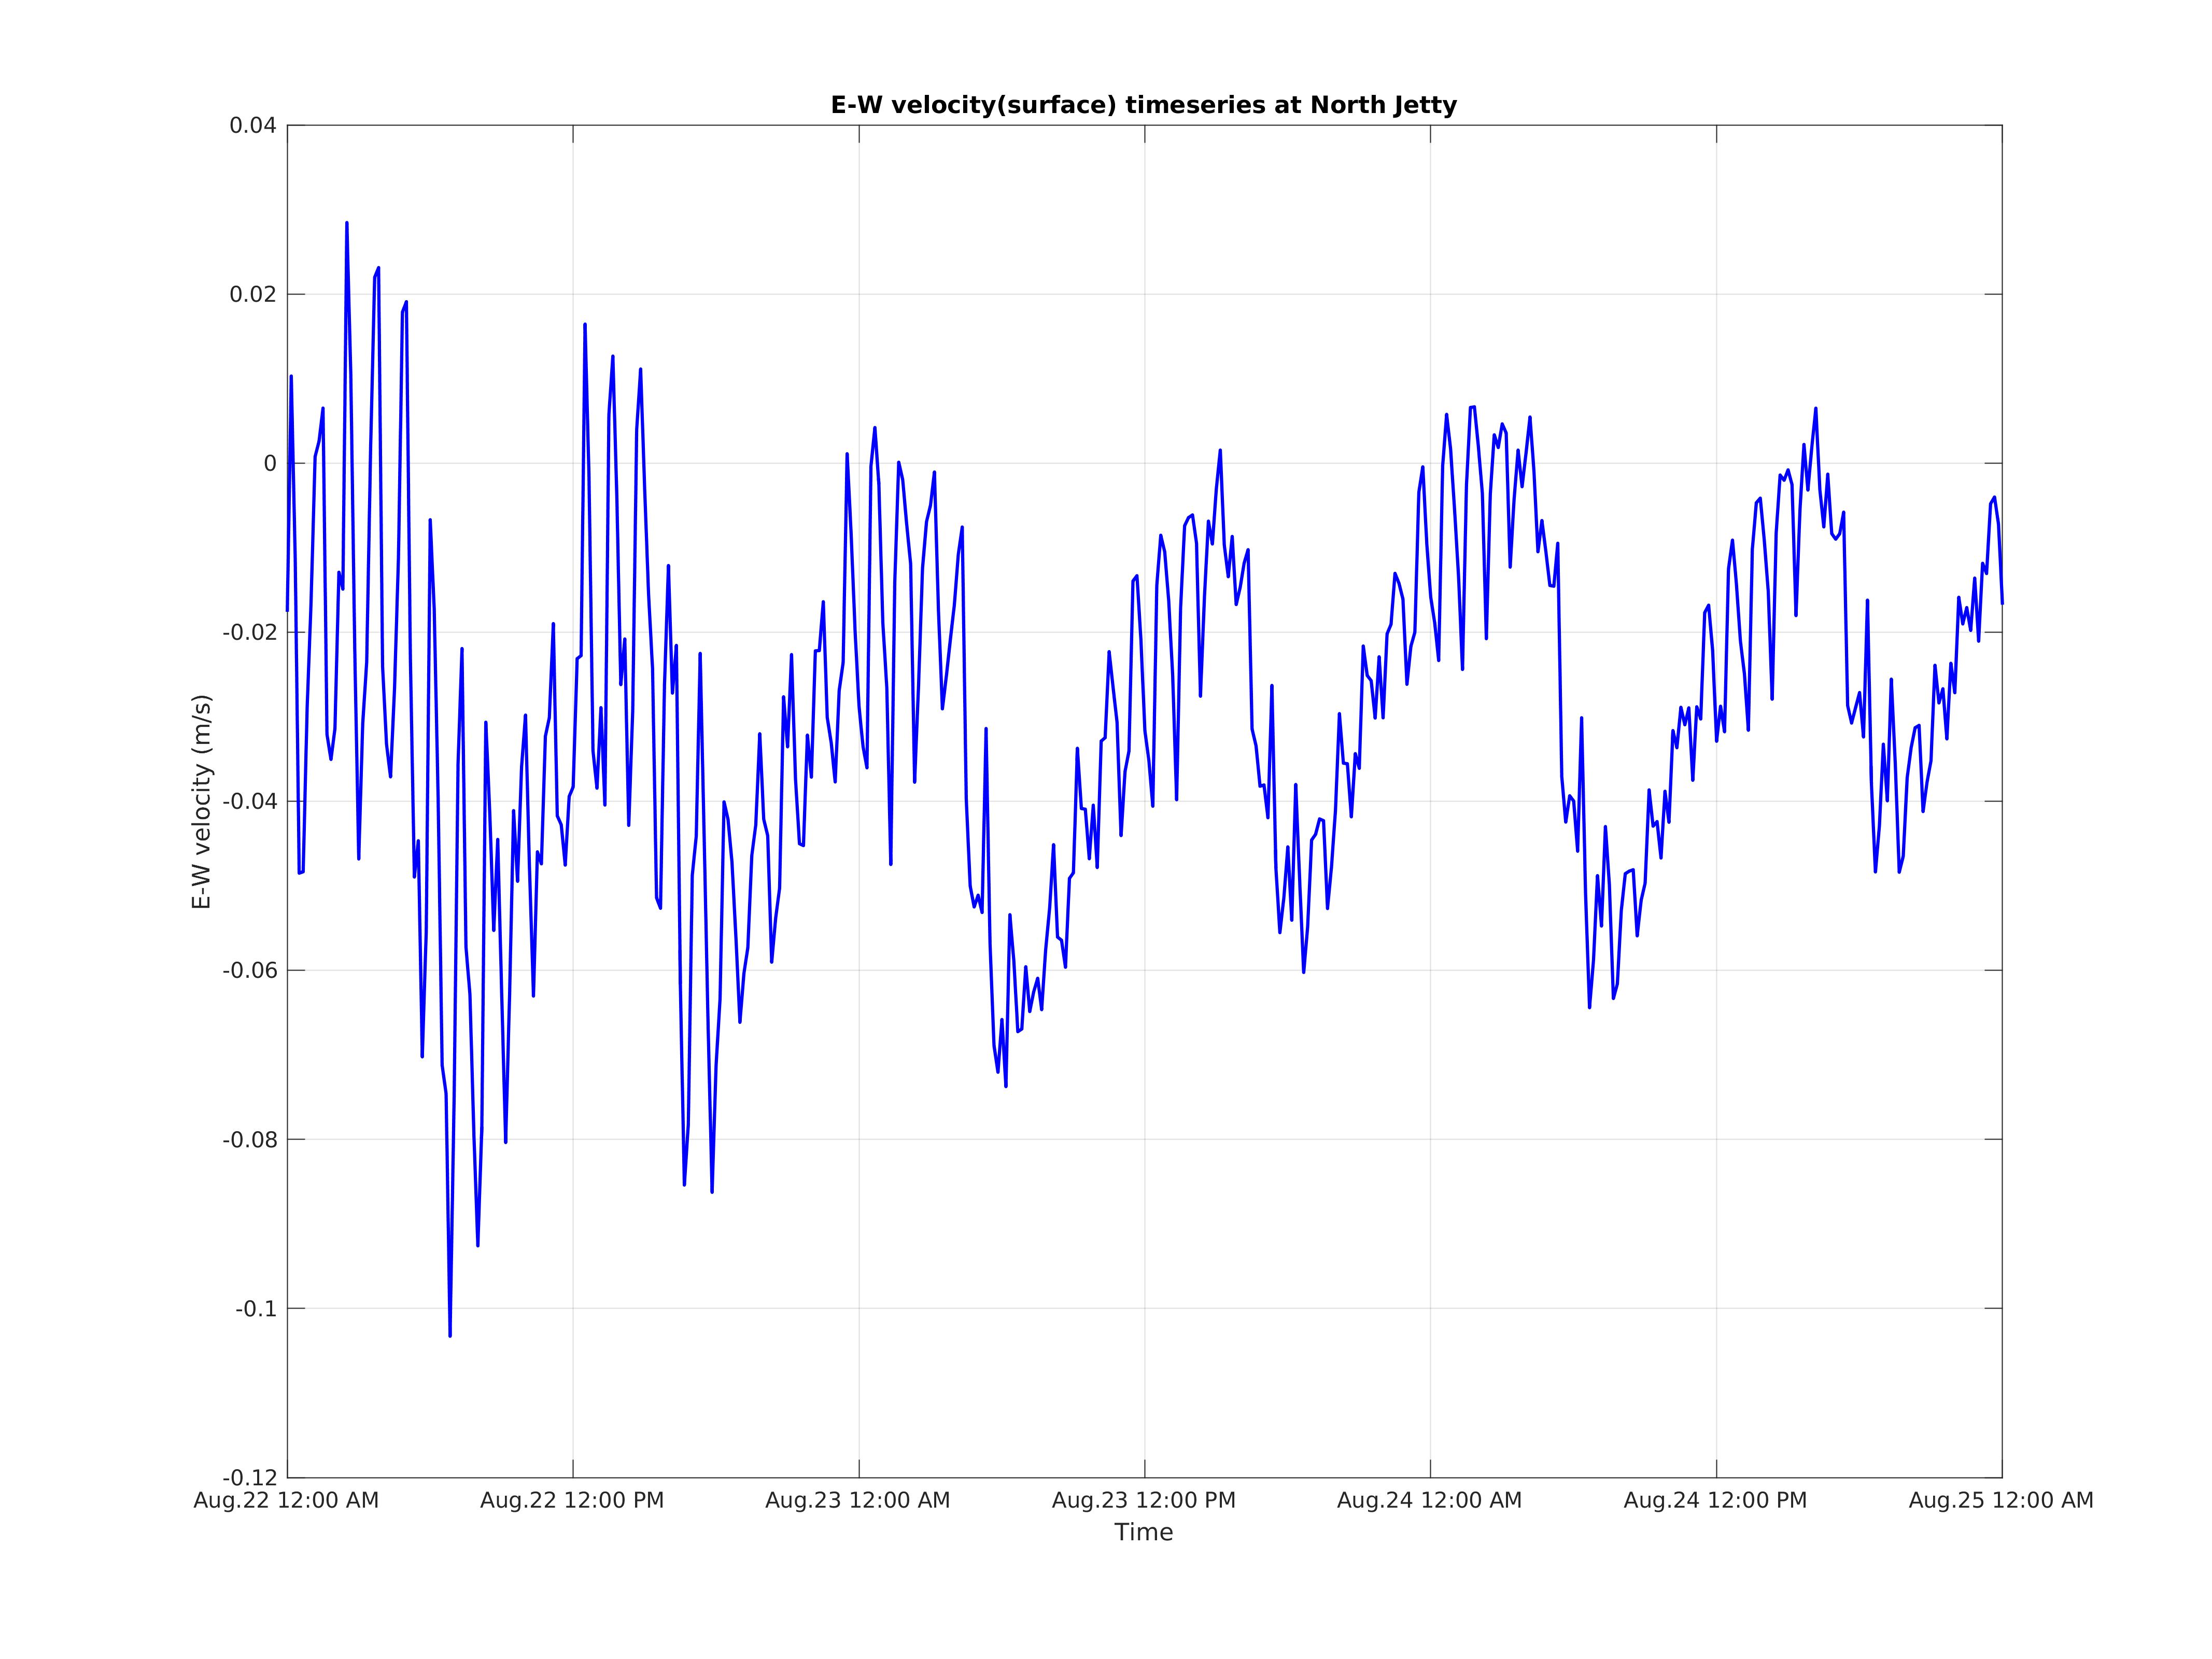 E-W velocity(surface) timeseries at North Jetty
0.04
0.02
0
-0.02
-0.04
-0.06
-0.08
-0.1
-0.12
E-W velocity (m/s)
Aug.22 12:00 AM
Aug.22 12:00 PM
Aug.23 12:00 AM
Aug.23 12:00 PM
Aug.24 12:00 AM
Aug.24 12:00 PM
Aug.25 12:00 AM
Time